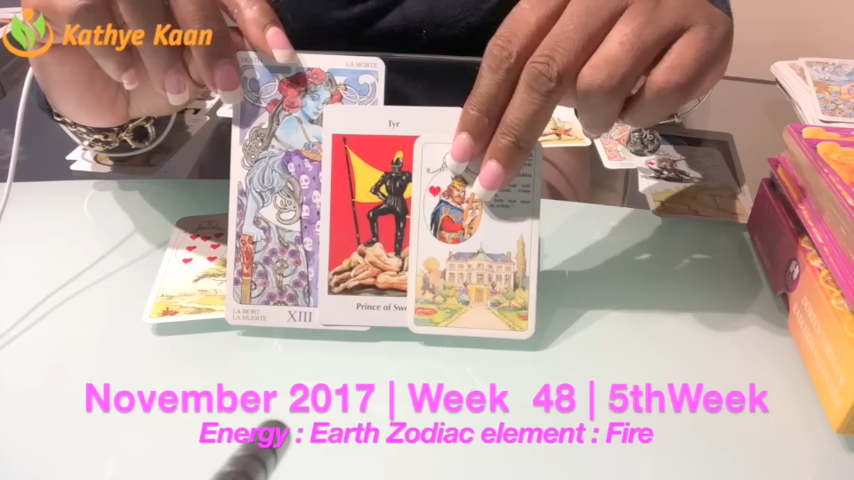 Kathye Kaan
LA MORTE
Tyr
LA MORT
LA MUERTE
XIII
Prince of Swo
November 2017 | Week 48 | 5thWeek
Energy : Earth Zodiac element : Fire